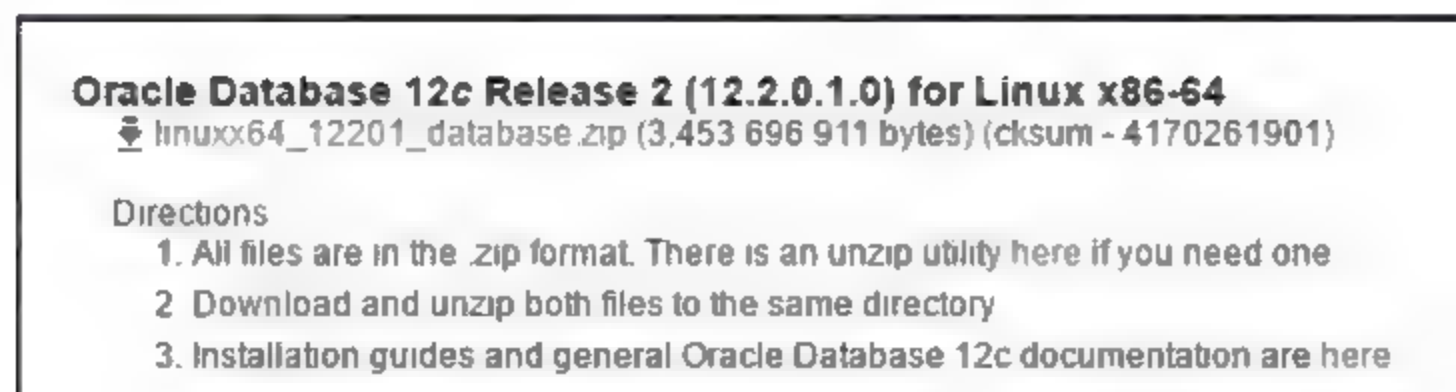 Oracle Database 12c Release 2 (12.2.0.1.0) for Linux x86-64
linuxx64_12201_database.zip (3,453 696 911 bytes) (cksum - 4170261901)
Directions
1. All files are in the .zip format. There is an unzip utility here if you need one
2 Download and unzip both files to the same directory
3. Installation guides and general Oracle Database 12c documentation are here